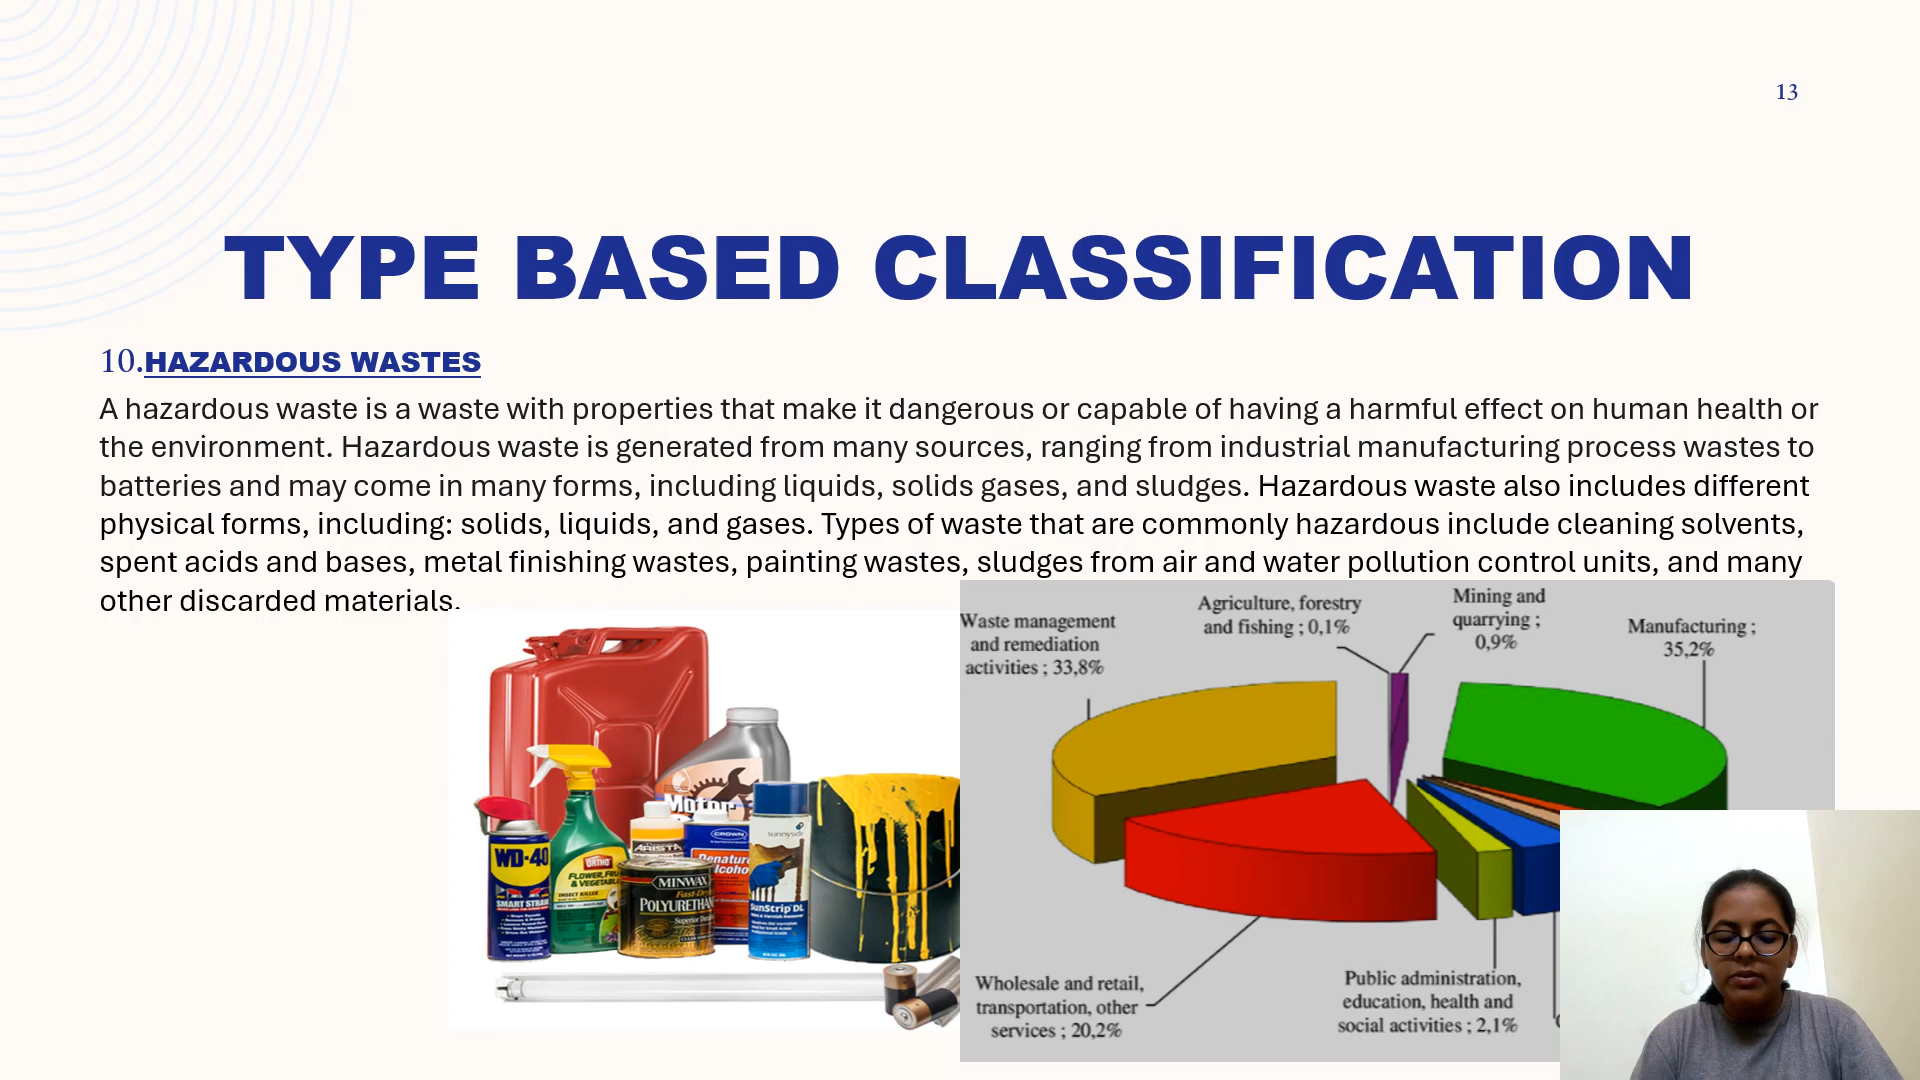 13
TYPE BASED CLASSIFICATION
10.HAZARDOUS WASTES
A hazardous waste is a waste with properties that make it dangerous or capable of having a harmful effect on human health or
the environment. Hazardous waste is generated from many sources, ranging from industrial manufacturing process wastes to
batteries and may come in many forms, including liquids, solids gases, and sludges. Hazardous waste also includes different
physical forms, including: solids, liquids, and gases. Types of waste that are commonly hazardous include cleaning solvents,
spent acids and bases, metal finishing wastes, painting wastes, sludges from air and water pollution control units, and many
other discarded materials.
Waste management
and remediation
activities ; 33,8%
Agriculture, forestry
and fishing ; 0,1%
Mining and
quarrying ;
0,9%
Manufacturing ;
35,2%
Wholesale and retail,
transportation, other
services ; 20,2%
Public administration,
education, health and
social activities ; 2,1%
Motor
WD-40
SMART STRAW
ORTHO
FLOWER, FRU
& VEGETABL
INSECT KILLER
ARISTA
CROWN
Denature
lcoho
MINWAX
Fast-Dry
POLYURETHAN
sunnyside
SunStrip DL